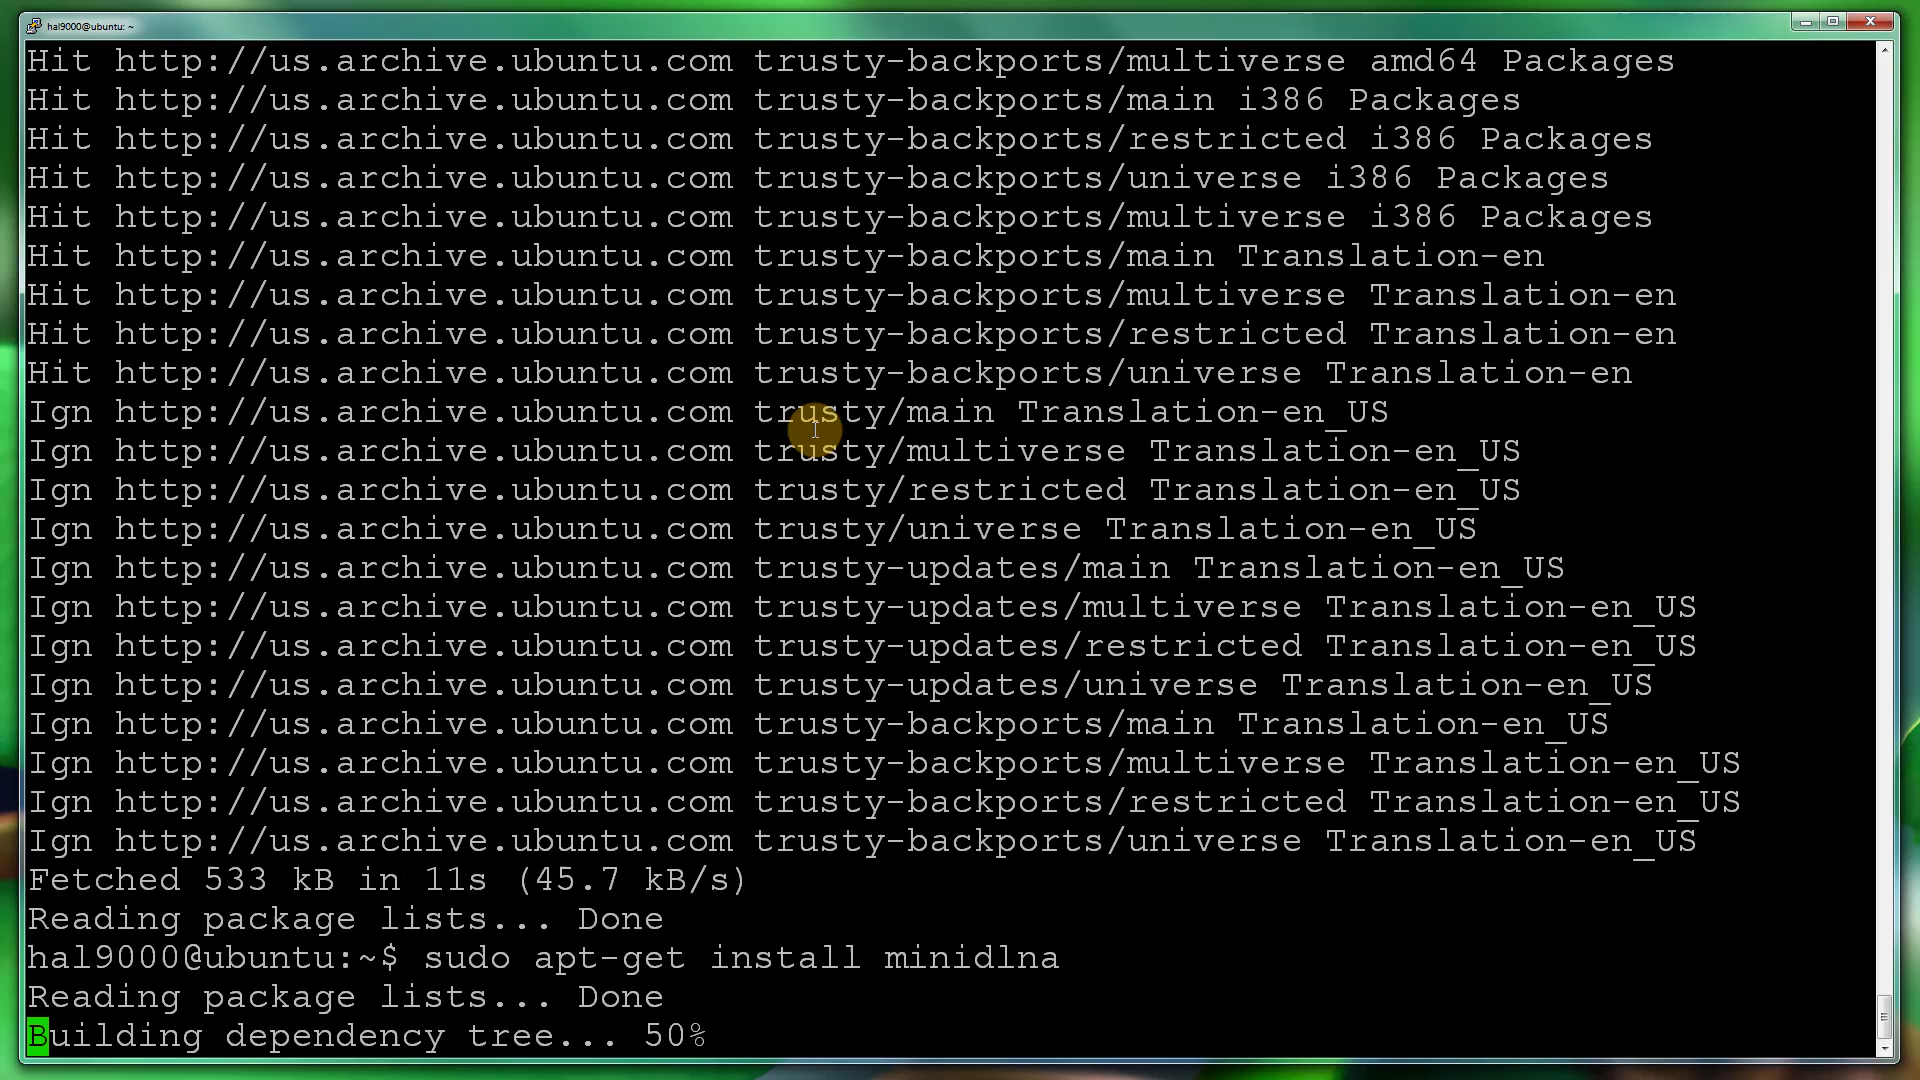 hal9000@ubuntu: ~
Hit http://us.archive.ubuntu.com trusty-backports/multiverse amd64 Packages
Hit http://us.archive.ubuntu.com trusty-backports/main i386 Packages
Hit http://us.archive.ubuntu.com trusty-backports/restricted i386 Packages
Hit http://us.archive.ubuntu.com trusty-backports/universe i386 Packages
Hit http://us.archive.ubuntu.com trusty-backports/multiverse i386 Packages
Hit http://us.archive.ubuntu.com trusty-backports/main Translation-en
Hit http://us.archive.ubuntu.com trusty-backports/multiverse Translation-en
Hit http://us.archive.ubuntu.com trusty-backports/restricted Translation-en
Hit http://us.archive.ubuntu.com trusty-backports/universe Translation-en
Ign http://us.archive.ubuntu.com trusty/main Translation-en_US
Ign http://us.archive.ubuntu.com trusty/multiverse Translation-en_US
Ign http://us.archive.ubuntu.com trusty/restricted Translation-en_US
Ign http://us.archive.ubuntu.com trusty/universe Translation-en_US
Ign http://us.archive.ubuntu.com trusty-updates/main Translation-en_US
Ign http://us.archive.ubuntu.com trusty-updates/multiverse Translation-en_US
Ign http://us.archive.ubuntu.com trusty-updates/restricted Translation-en_US
Ign http://us.archive.ubuntu.com trusty-updates/universe Translation-en_US
Ign http://us.archive.ubuntu.com trusty-backports/main Translation-en_US
Ign http://us.archive.ubuntu.com trusty-backports/multiverse Translation-en_US
Ign http://us.archive.ubuntu.com trusty-backports/restricted Translation-en_US
Ign http://us.archive.ubuntu.com trusty-backports/universe Translation-en_US
Fetched 533 kB in 11s (45.7 kB/s)
Reading package lists... Done
hal9000@ubuntu:~$ sudo apt-get install minidlna
Reading package lists... Done
Building dependency tree... 50%